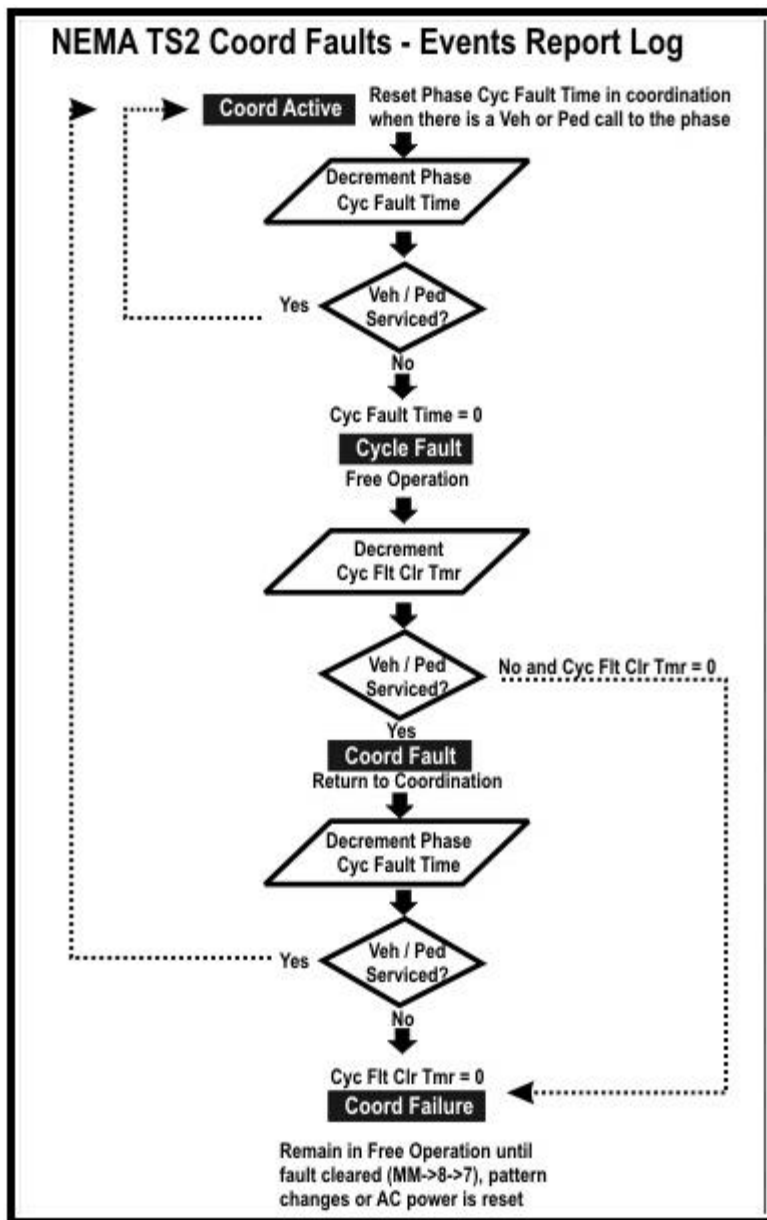 NEMA TS2 Coord Faults - Events Report Log
Coord Active
Reset Phase Cyc Fault Time in coordination
when there is a Veh or Ped call to the phase
Decrement Phase
Cyc Fault Time
Yes
Veh / Ped
Serviced?
No
Cyc Fault Time = 0
Cycle Fault
Free Operation
Decrement
Cyc Flt Clr Tmr
Veh / Ped
Serviced?
No and Cyc Flt Clr Tmr = 0
Yes
Coord Fault
Return to Coordination
Decrement Phase
Cyc Fault Time
Yes
Veh / Ped
Serviced?
No
Cyc Flt Clr Tmr = 0
Coord Failure
Remain in Free Operation until
fault cleared (MM->8->7), pattern
changes or AC power is reset